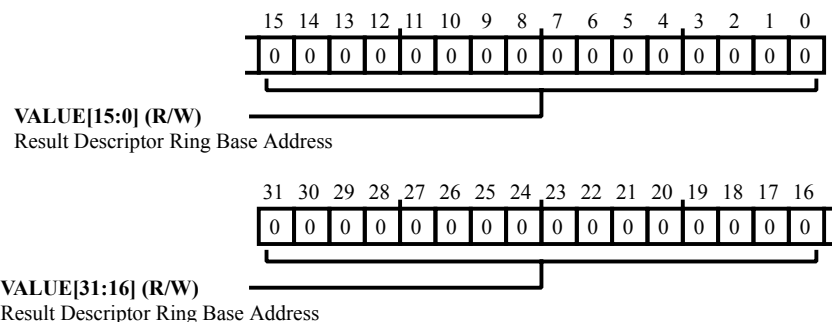 15 14 13 12 11 10 9 8 7 6 5 4 3 2 1 0
0 0 0 0 0 0 0 0 0 0 0 0 0 0 0 0
VALUE[15:0] (R/W)
Result Descriptor Ring Base Address
31 30 29 28 27 26 25 24 23 22 21 20 19 18 17 16
0 0 0 0 0 0 0 0 0 0 0 0 0 0 0 0
VALUE[31:16] (R/W)
Result Descriptor Ring Base Address